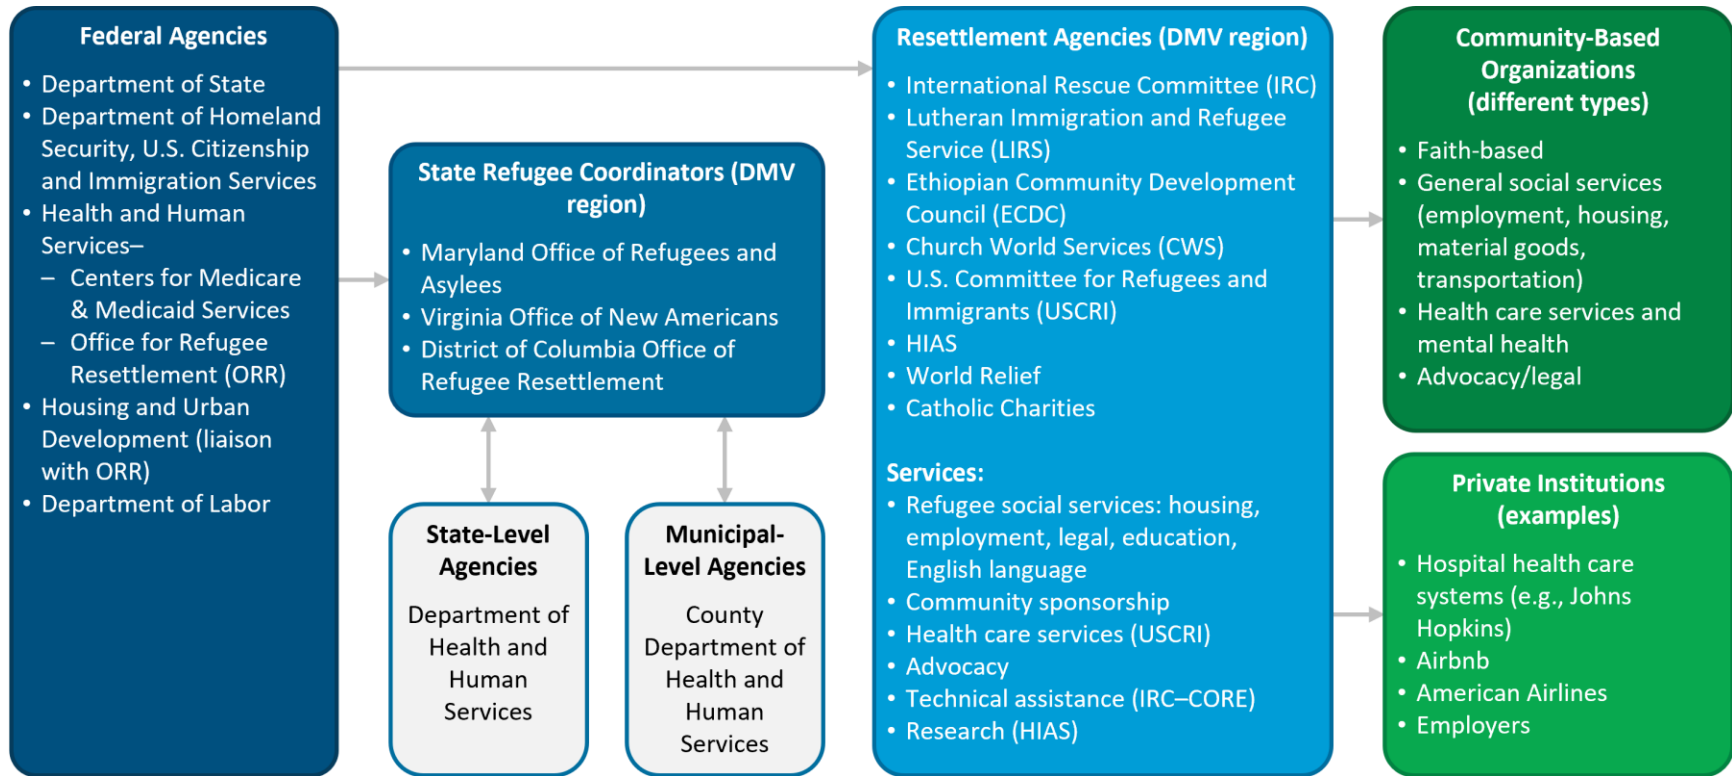 Federal Agencies
• Department of State
• Department of Homeland
Security, U.S. Citizenship
and Immigration Services
• Health and Human
Services–
– Centers for Medicare
& Medicaid Services
– Office for Refugee
Resettlement (ORR)
• Housing and Urban
Development (liaison
with ORR)
• Department of Labor
State Refugee Coordinators (DMV
region)
• Maryland Office of Refugees and
Asylees
• Virginia Office of New Americans
• District of Columbia Office of
Refugee Resettlement
State-Level
Agencies
Department of
Health and
Human
Services
Municipal-
Level Agencies
County
Department of
Health and
Human
Services
Resettlement Agencies (DMV region)
• International Rescue Committee (IRC)
• Lutheran Immigration and Refugee
Service (LIRS)
• Ethiopian Community Development
Council (ECDC)
• Church World Services (CWS)
• U.S. Committee for Refugees and
Immigrants (USCRI)
• HIAS
• World Relief
• Catholic Charities
Services:
• Refugee social services: housing,
employment, legal, education,
English language
• Community sponsorship
• Health care services (USCRI)
• Advocacy
• Technical assistance (IRC–CORE)
• Research (HIAS)
Community-Based
Organizations
(different types)
• Faith-based
• General social services
(employment, housing,
material goods,
transportation)
• Health care services and
mental health
• Advocacy/legal
Private Institutions
(examples)
• Hospital health care
systems (e.g., Johns
Hopkins)
• Airbnb
• American Airlines
• Employers